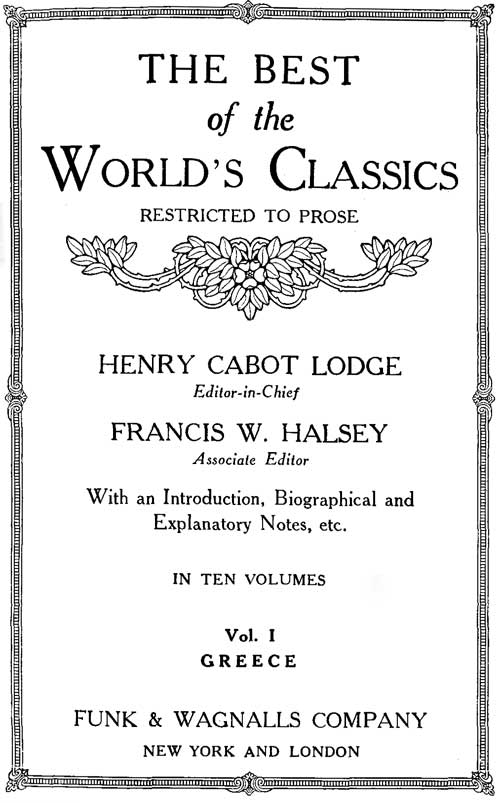 THE BEST
of the
WORLD'S CLASSICS
RESTRICTED TO PROSE
HENRY CABOT LODGE
Editor-in-Chief
FRANCIS W. HALSEY
Associate Editor
With an Introduction, Biographical and
Explanatory Notes, etc.
IN TEN VOLUMES
Vol. I
GREECE
FUNK & WAGNALLS COMPANY
NEW YORK AND LONDON